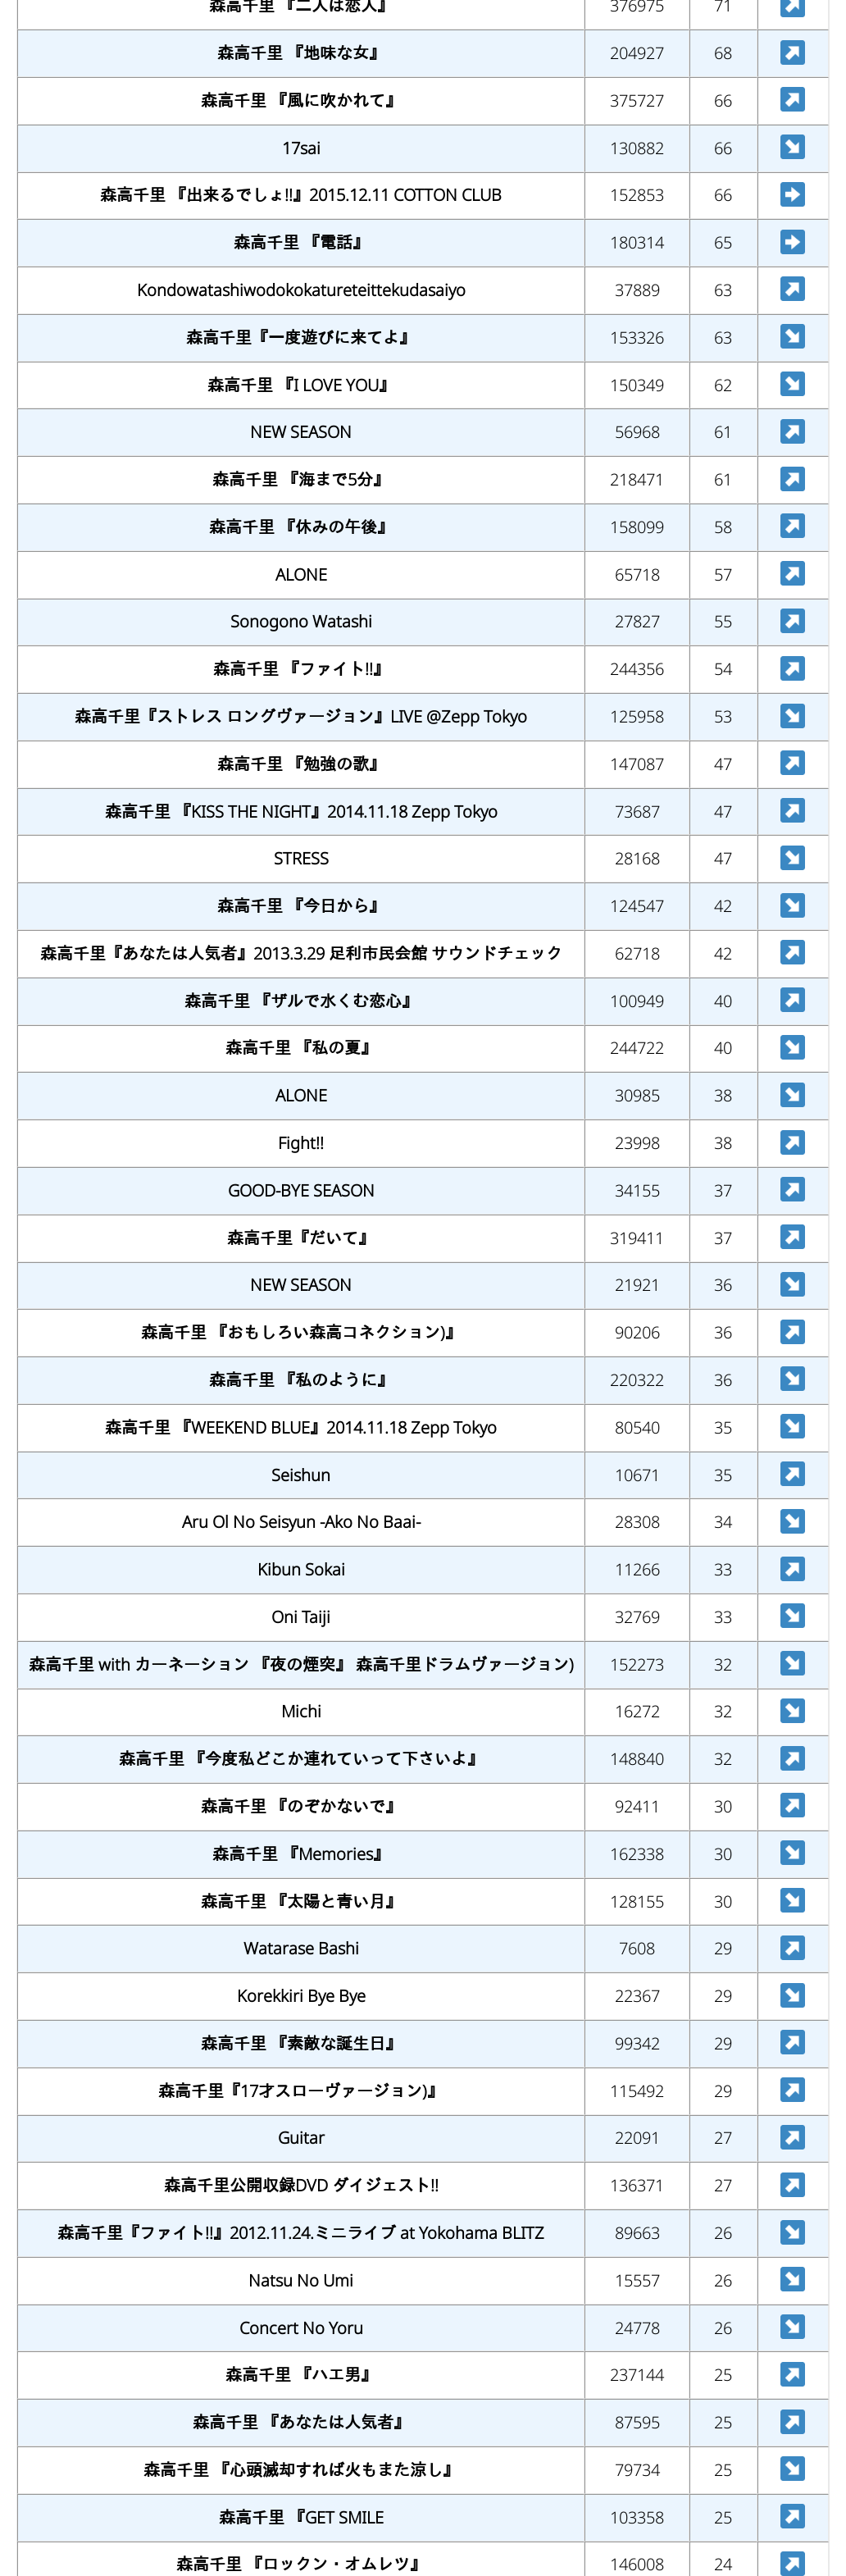 森高千里 『二人は恋人』 376975 71
森高千里 『地味な女』 204927 68
森高千里 『風に吹かれて』 375727 66
17sai 130882 66
森高千里 『出来るでしょ!!』2015.12.11 COTTON CLUB 152853 66
森高千里 『電話』 180314 65
Kondowatashiwodokokatureteittekudasaiyo 37889 63
森高千里『一度遊びに来てよ』 153326 63
森高千里 『I LOVE YOU』 150349 62
NEW SEASON 56968 61
森高千里 『海まで5分』 218471 61
森高千里 『休みの午後』 158099 58
ALONE 65718 57
Sonogono Watashi 27827 55
森高千里 『ファイト!!』 244356 54
森高千里『ストレス ロングヴァージョン』LIVE @Zepp Tokyo 125958 53
森高千里 『勉強の歌』 147087 47
森高千里 『KISS THE NIGHT』2014.11.18 Zepp Tokyo 73687 47
STRESS 28168 47
森高千里 『今日から』 124547 42
森高千里『あなたは人気者』2013.3.29 足利市民会館 サウンドチェック 62718 42
森高千里 『ザルで水くむ恋心』 100949 40
森高千里 『私の夏』 244722 40
ALONE 30985 38
Fight!! 23998 38
GOOD-BYE SEASON 34155 37
森高千里『だいて』 319411 37
NEW SEASON 21921 36
森高千里 『おもしろい森高コネクション)』 90206 36
森高千里 『私のように』 220322 36
森高千里 『WEEKEND BLUE』2014.11.18 Zepp Tokyo 80540 35
Seishun 10671 35
Aru Ol No Seisyun -Ako No Baai- 28308 34
Kibun Sokai 11266 33
Oni Taiji 32769 33
森高千里 with カーネーション 『夜の煙突』 森高千里ドラムヴァージョン) 152273 32
Michi 16272 32
森高千里 『今度私どこか連れていって下さいよ』 148840 32
森高千里 『のぞかないで』 92411 30
森高千里 『Memories』 162338 30
森高千里 『太陽と青い月』 128155 30
Watarase Bashi 7608 29
Korekkiri Bye Bye 22367 29
森高千里 『素敵な誕生日』 99342 29
森高千里『17才スローヴァージョン)』 115492 29
Guitar 22091 27
森高千里公開収録DVD ダイジェスト!! 136371 27
森高千里『ファイト!!』2012.11.24.ミニライブ at Yokohama BLITZ 89663 26
Natsu No Umi 15557 26
Concert No Yoru 24778 26
森高千里 『ハエ男』 237144 25
森高千里 『あなたは人気者』 87595 25
森高千里 『心頭滅却すれば火もまた涼し』 79734 25
森高千里 『GET SMILE 103358 25
森高千里 『ロックン・オムレツ』 146008 24